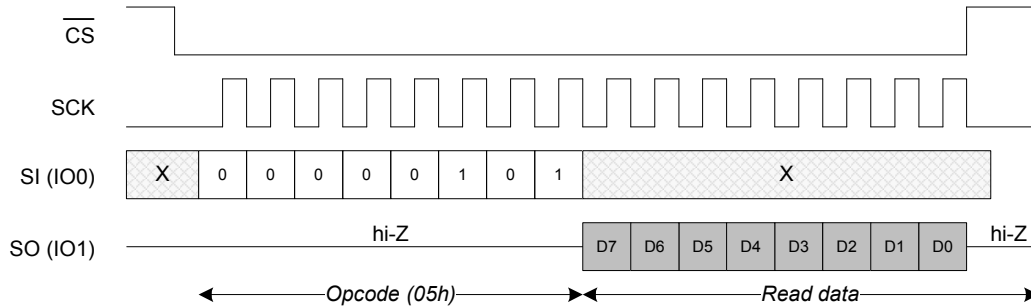 CS
SCK
SI (IO0) X 0 0 0 0 0 1 0 1 X
hi-Z hi-Z
SO (IO1) D7 D6 D5 D4 D3 D2 D1 D0
Opcode (05h) Read data